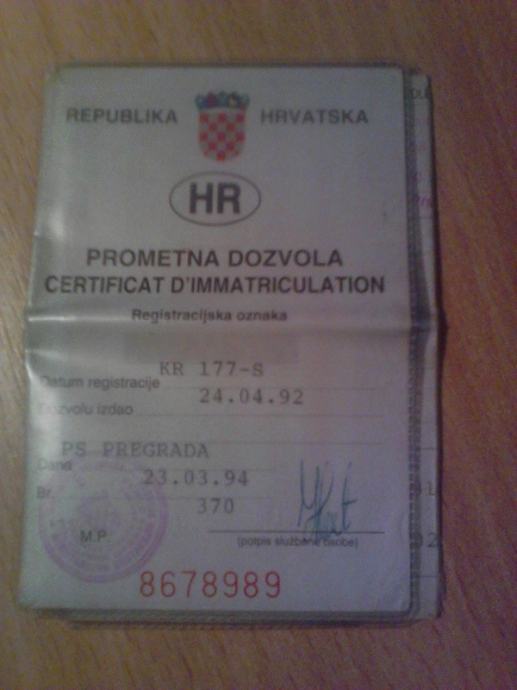 REPUBLIKA HRVATSKA
HR
PROMETNA DOZVOLA
CERTIFICAT D'IMMATRICULATION
Registracijska oznaka
KR 177-S
Datum registracije
24.04.92
Dozvolu izdao
PS PREGRADA
Dana
23.03.94
Br.
370
M.P.
(potpis službene osobe)
8678989